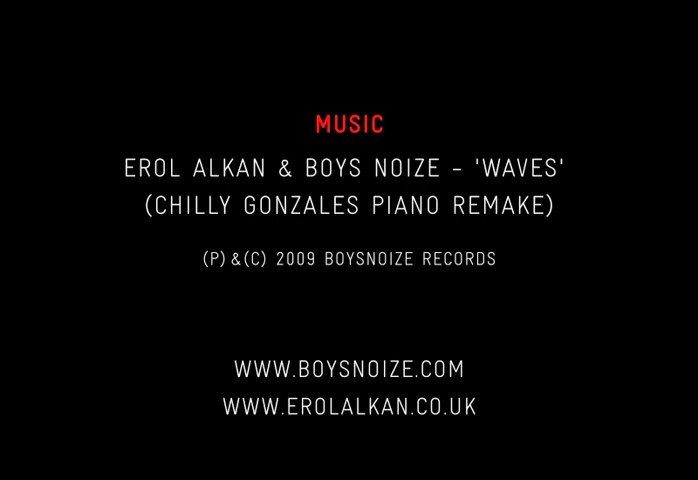 MUSIC
EROL ALKAN & BOYS NOIZE - 'WAVES'
(CHILLY GONZALES PIANO REMAKE)
(P) & (C) 2009 BOYSNOIZE RECORDS
WWW.BOYSNOIZE.COM
WWW.EROLALKAN.CO.UK